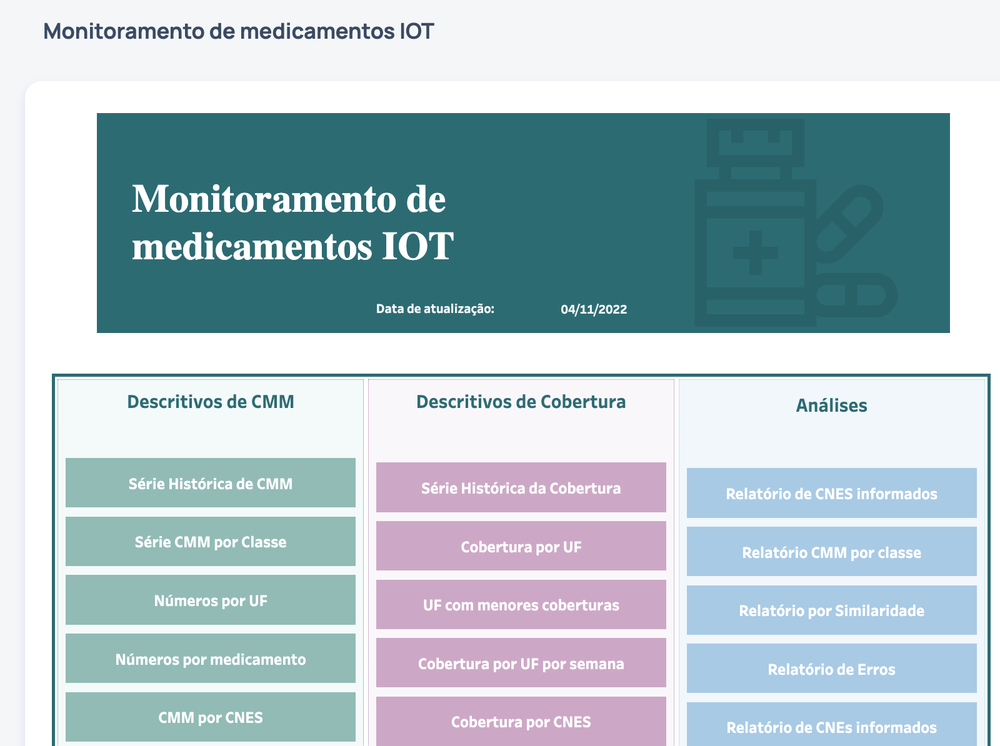 Monitoramento de medicamentos IOT
Monitoramento de
medicamentos IOT
Data de atualização: 04/11/2022
Descritivos de CMM
Série Histórica de CMM
Série CMM por Classe
Números por UF
Números por medicamento
CMM por CNES
Descritivos de Cobertura
Série Histórica da Cobertura
Cobertura por UF
UF com menores coberturas
Cobertura por UF por semana
Cobertura por CNES
Análises
Relatório de CNES informados
Relatório CMM por classe
Relatório por Similaridade
Relatório de Erros
Relatório de CNEs informados